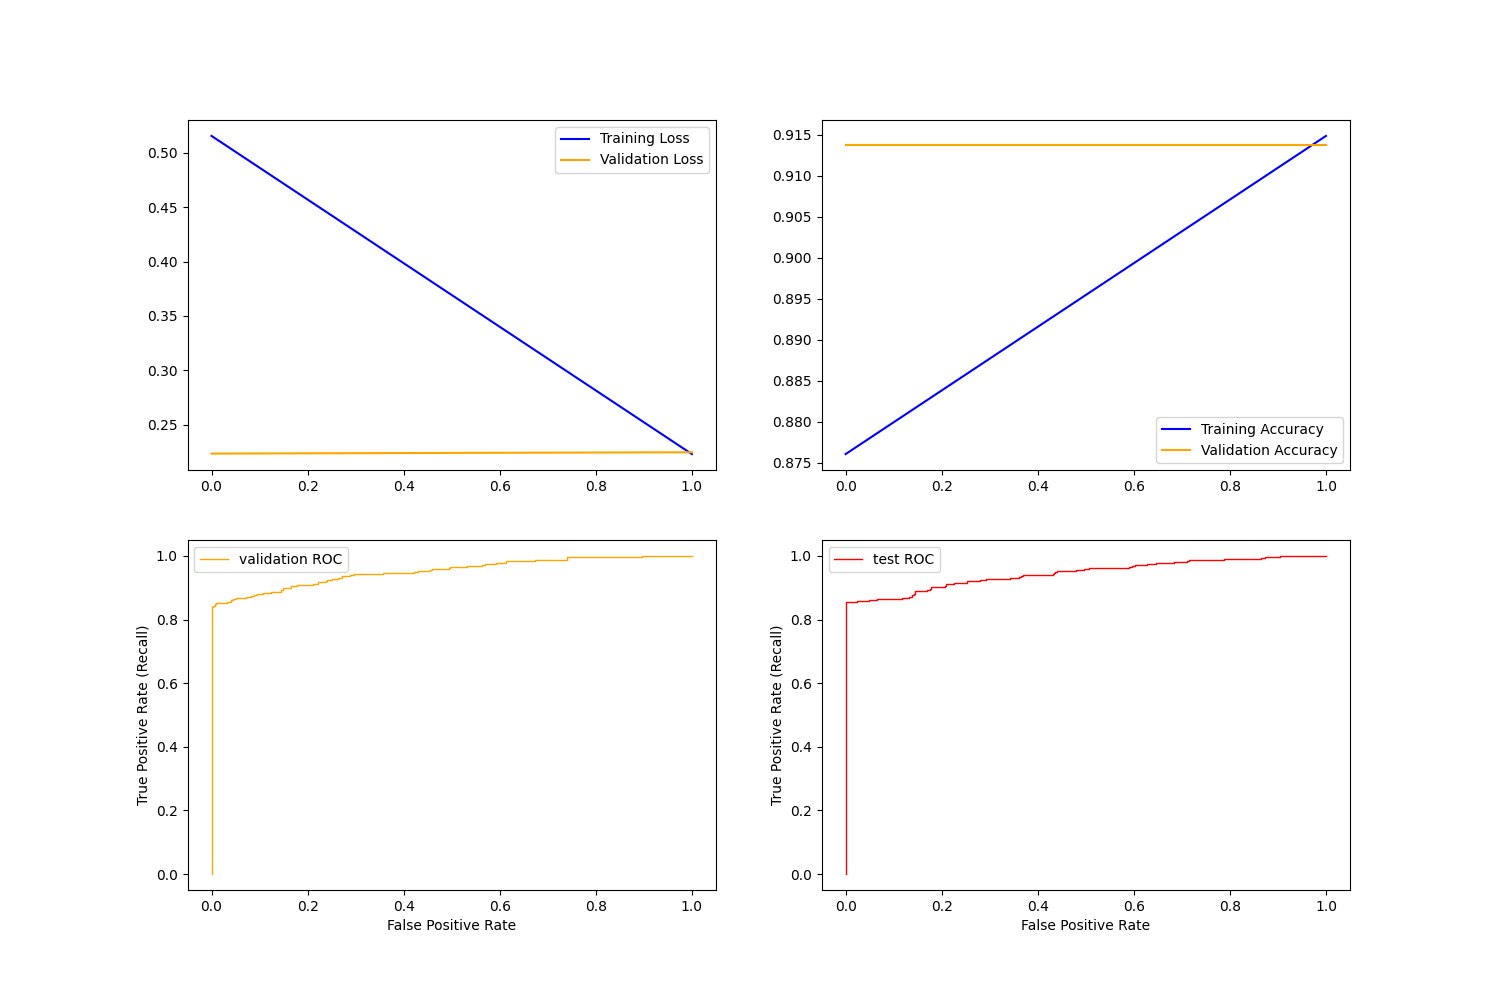 0.50
0.45
0.40
0.35
0.30
0.25
0.0 0.2 0.4 0.6 0.8 1.0
Training Loss
Validation Loss
0.915
0.910
0.905
0.900
0.895
0.890
0.885
0.880
0.875
0.0 0.2 0.4 0.6 0.8 1.0
Training Accuracy
Validation Accuracy
validation ROC
True Positive Rate (Recall)
1.0
0.8
0.6
0.4
0.2
0.0
0.0 0.2 0.4 0.6 0.8 1.0
False Positive Rate
test ROC
True Positive Rate (Recall)
1.0
0.8
0.6
0.4
0.2
0.0
0.0 0.2 0.4 0.6 0.8 1.0
False Positive Rate